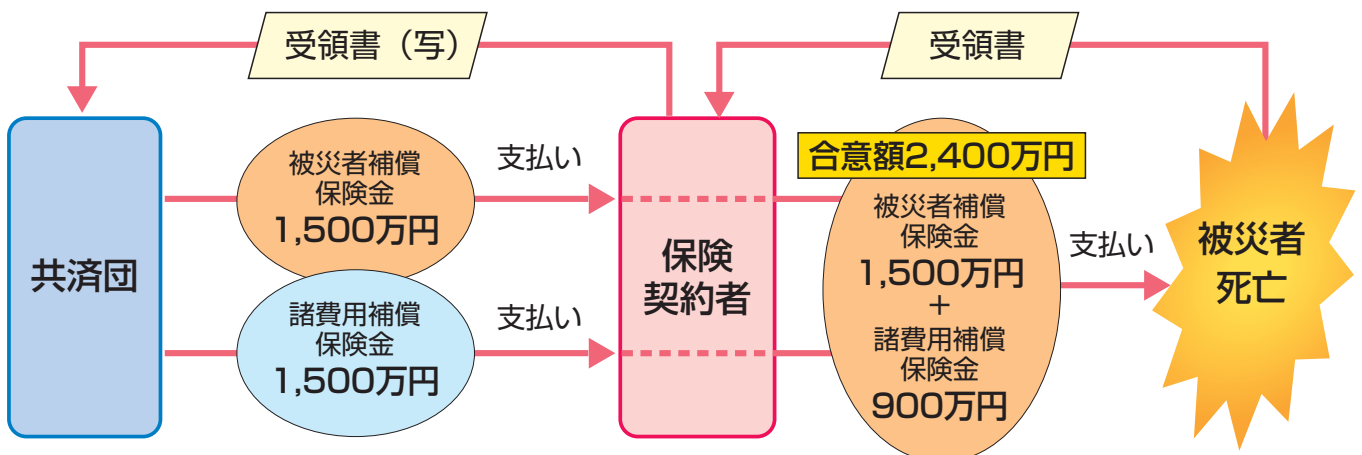 受領書（写）
受領書
共済団
被災者補償
保険金
1,500万円
支払い
諸費用補償
保険金
1,500万円
支払い
保険
契約者
合意額2,400万円
被災者補償
保険金
1,500万円
+
諸費用補償
保険金
900万円
支払い
被災者
死亡